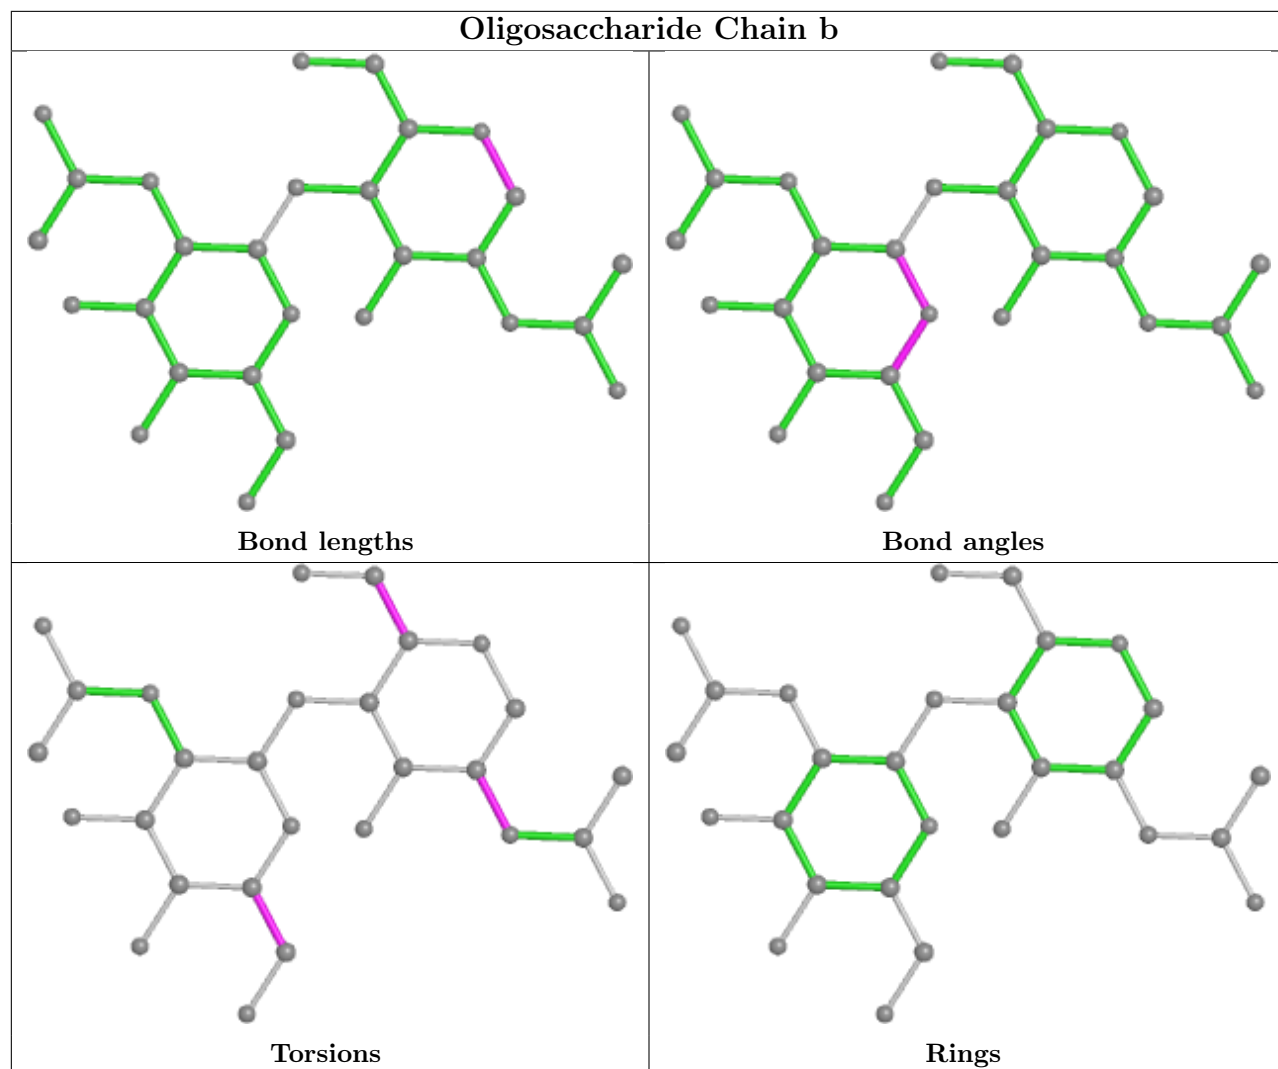 Oligosaccharide Chain b
Bond lengths
Bond angles
Torsions
Rings